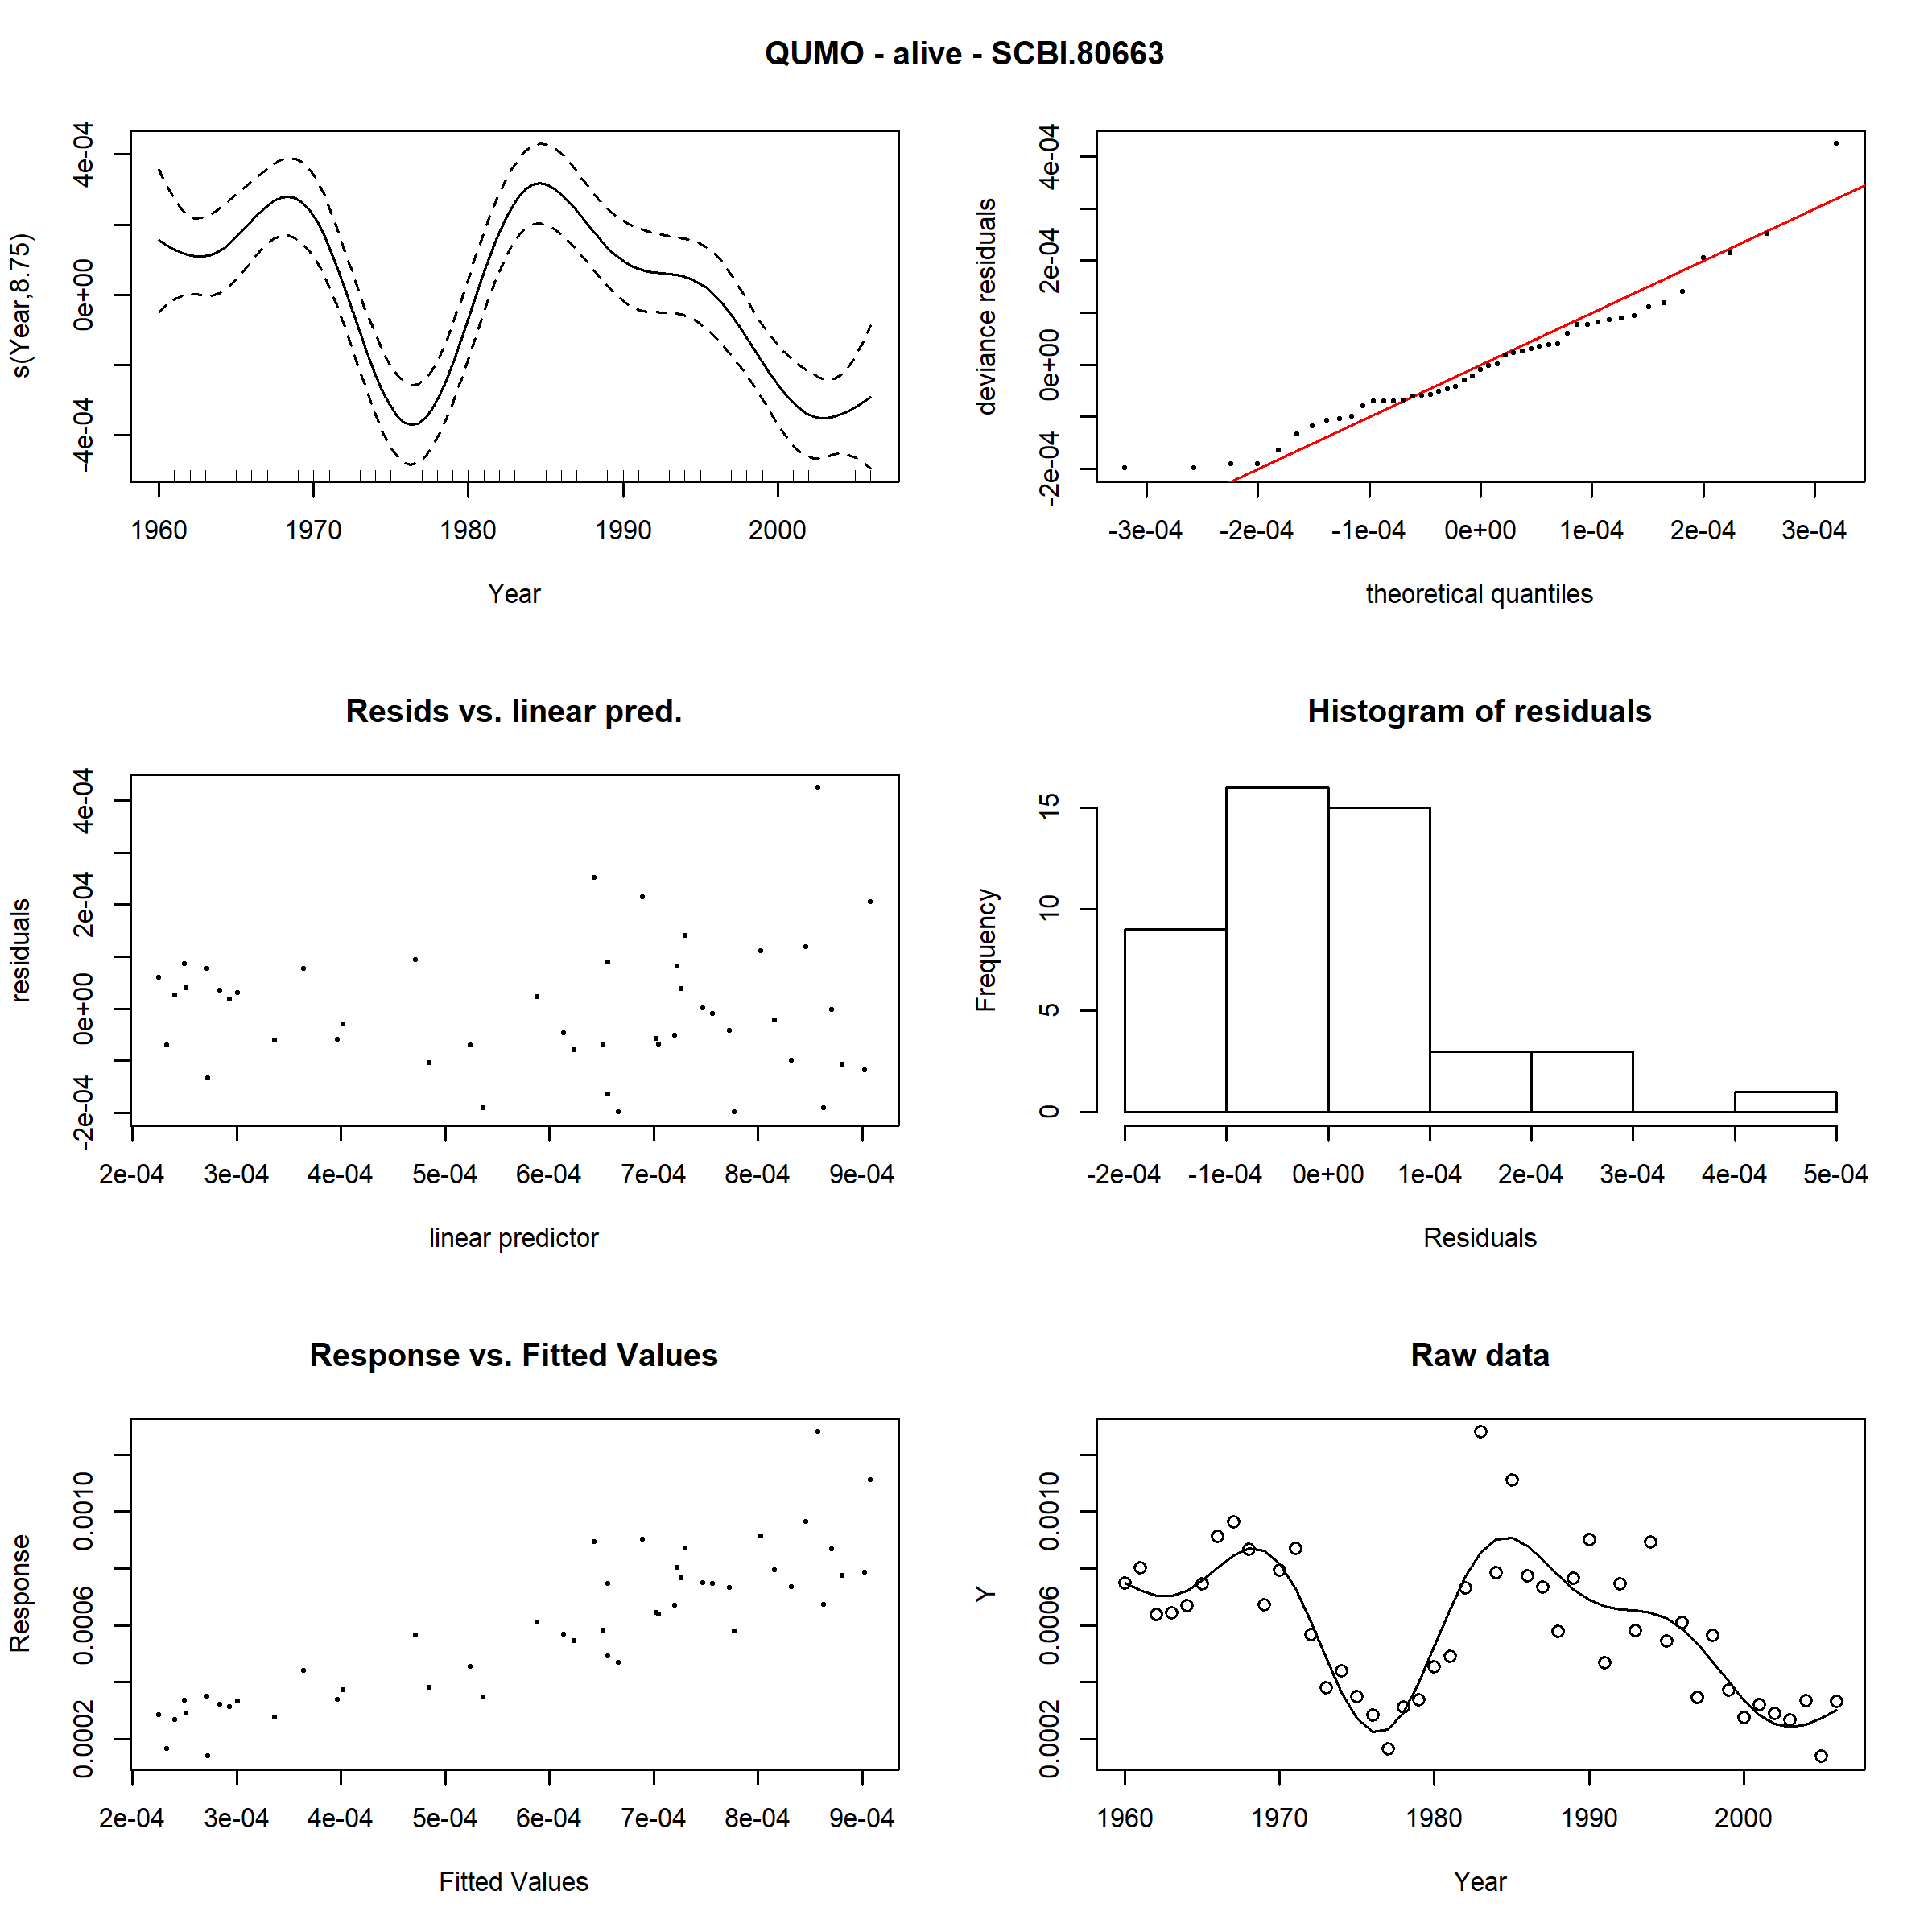 QUMO - alive - SCBI.80663
s(Year,8.75)
4e-04
0e+00
-4e-04
1960 1970 1980 1990 2000
Year
deviance residuals
4e-04
2e-04
0e+00
-2e-04
-3e-04 -2e-04 -1e-04 0e+00 1e-04 2e-04 3e-04
theoretical quantiles
Resids vs. linear pred.
residuals
4e-04
2e-04
0e+00
-2e-04
2e-04 3e-04 4e-04 5e-04 6e-04 7e-04 8e-04 9e-04
linear predictor
Histogram of residuals
Frequency
15
10
5
0
-2e-04 -1e-04 0e+00 1e-04 2e-04 3e-04 4e-04 5e-04
Residuals
Response vs. Fitted Values
Response
0.0010
0.0006
0.0002
2e-04 3e-04 4e-04 5e-04 6e-04 7e-04 8e-04 9e-04
Fitted Values
Raw data
Y
0.0010
0.0006
0.0002
1960 1970 1980 1990 2000
Year